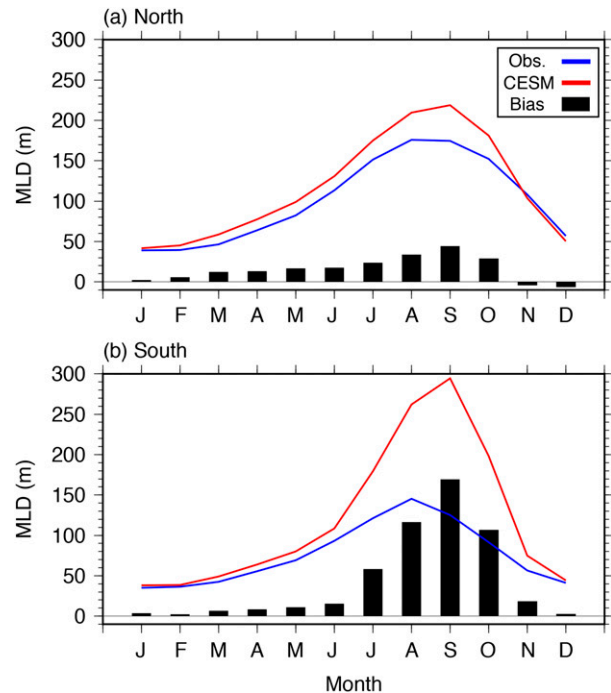 (a) North
300
250
200
150
100
50
0
MLD (m)
Obs.
CESM
Bias
J F M A M J J A S O N D
(b) South
300
250
200
150
100
50
0
MLD (m)
J F M A M J J A S O N D
Month